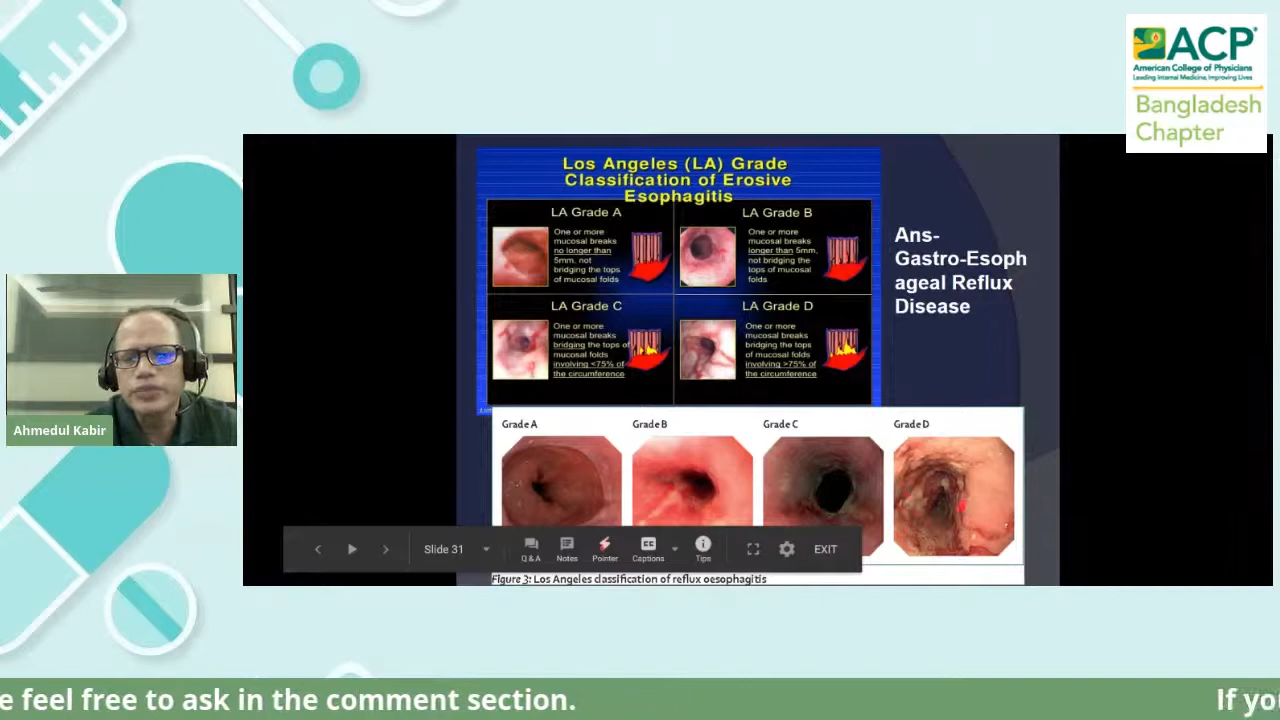 ACP
American College of Physicians
Leading Internal Medicine, Improving Lives
Bangladesh
Chapter
Los Angeles (LA) Grade
Classification of Erosive
Esophagitis
LA Grade A
One or more
mucosal breaks
no longer than
5mm, not
bridging the tops
of mucosal folds
LA Grade B
One or more
mucosal breaks
longer than 5mm,
not bridging the
tops of mucosal
folds
LA Grade C
One or more
mucosal breaks
bridging the tops of
mucosal folds
involving <75% of
the circumference
LA Grade D
One or more
mucosal breaks
bridging the tops
of mucosal folds
involving >75% of
the circumference
Ans-
Gastro-Esoph
ageal Reflux
Disease
Grade A
Grade B
Grade C
Grade D
Slide 31
Q & A
Notes
Pointer
CC
Captions
Tips
EXIT
Figure 3: Los Angeles classification of reflux oesophagitis
Ahmedul Kabir
e feel free to ask in the comment section.
If you